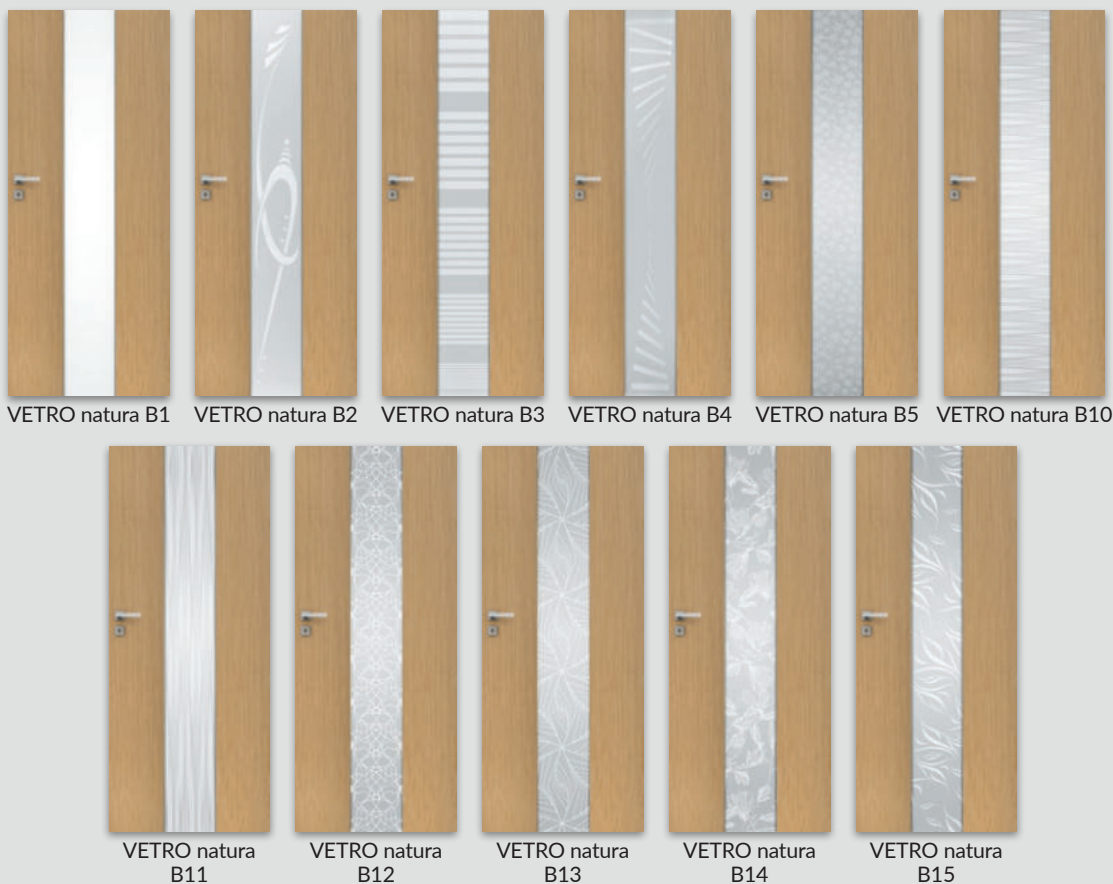 VETRO natura B1
VETRO natura B2
VETRO natura B3
VETRO natura B4
VETRO natura B5
VETRO natura B10
VETRO natura
B11
VETRO natura
B12
VETRO natura
B13
VETRO natura
B14
VETRO natura
B15